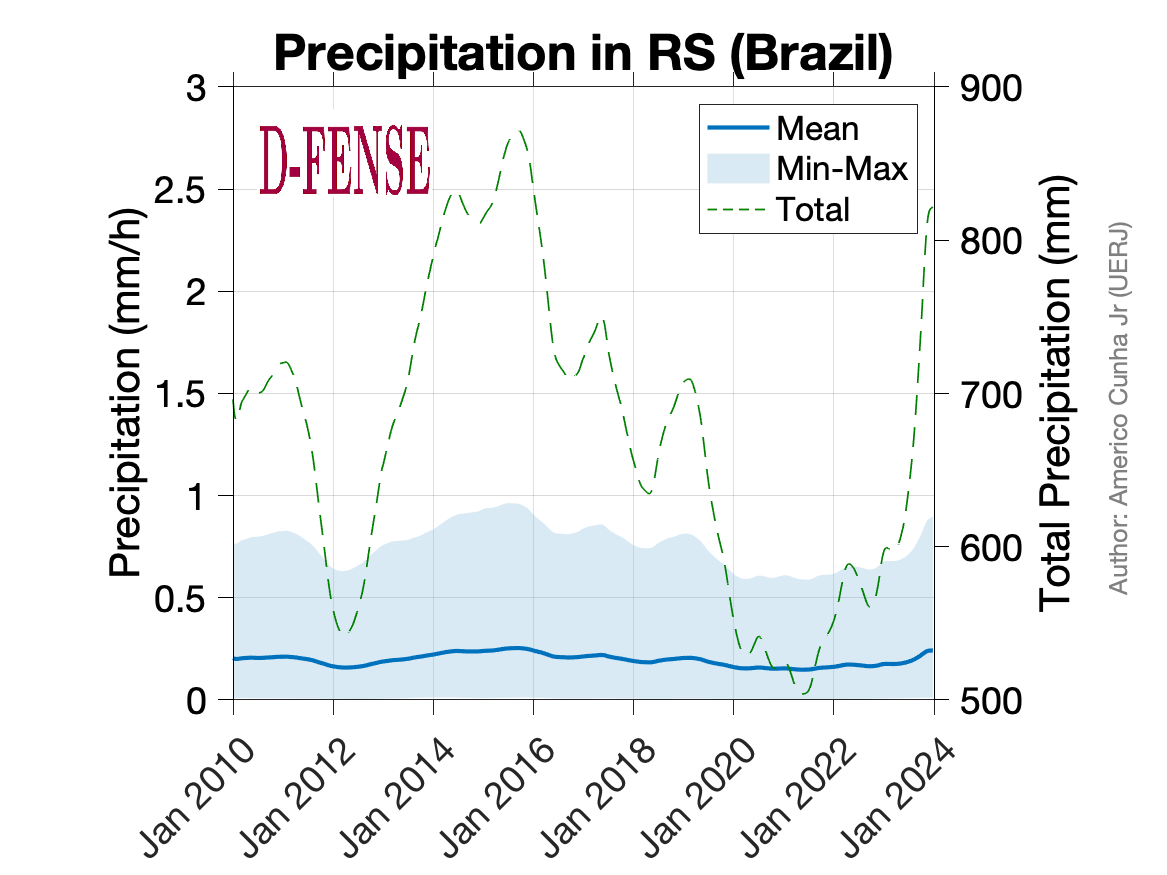 Precipitation in RS (Brazil)
D-FENSE
Mean
Min-Max
Total
Precipitation (mm/h)
3
2.5
2
1.5
1
0.5
0
900
800
700
600
500
Total Precipitation (mm)
Author: Americo Cunha Jr (UERJ)
Jan 2010
Jan 2012
Jan 2014
Jan 2016
Jan 2018
Jan 2020
Jan 2022
Jan 2024